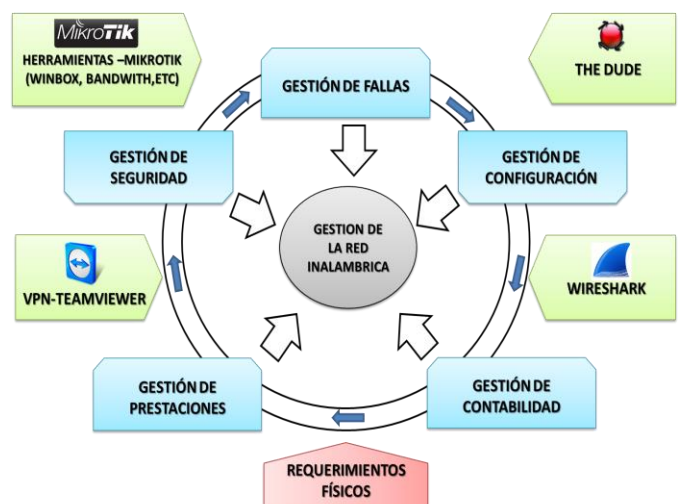 MikroTik
HERRAMIENTAS –MIKROTIK
(WINBOX, BANDWITH,ETC)
GESTIÓN DE FALLAS
THE DUDE
GESTIÓN DE
SEGURIDAD
GESTIÓN DE
CONFIGURACIÓN
GESTION DE
LA RED
INALAMBRICA
VPN-TEAMVIEWER
WIRESHARK
GESTIÓN DE
PRESTACIONES
GESTIÓN DE
CONTABILIDAD
REQUERIMIENTOS
FÍSICOS